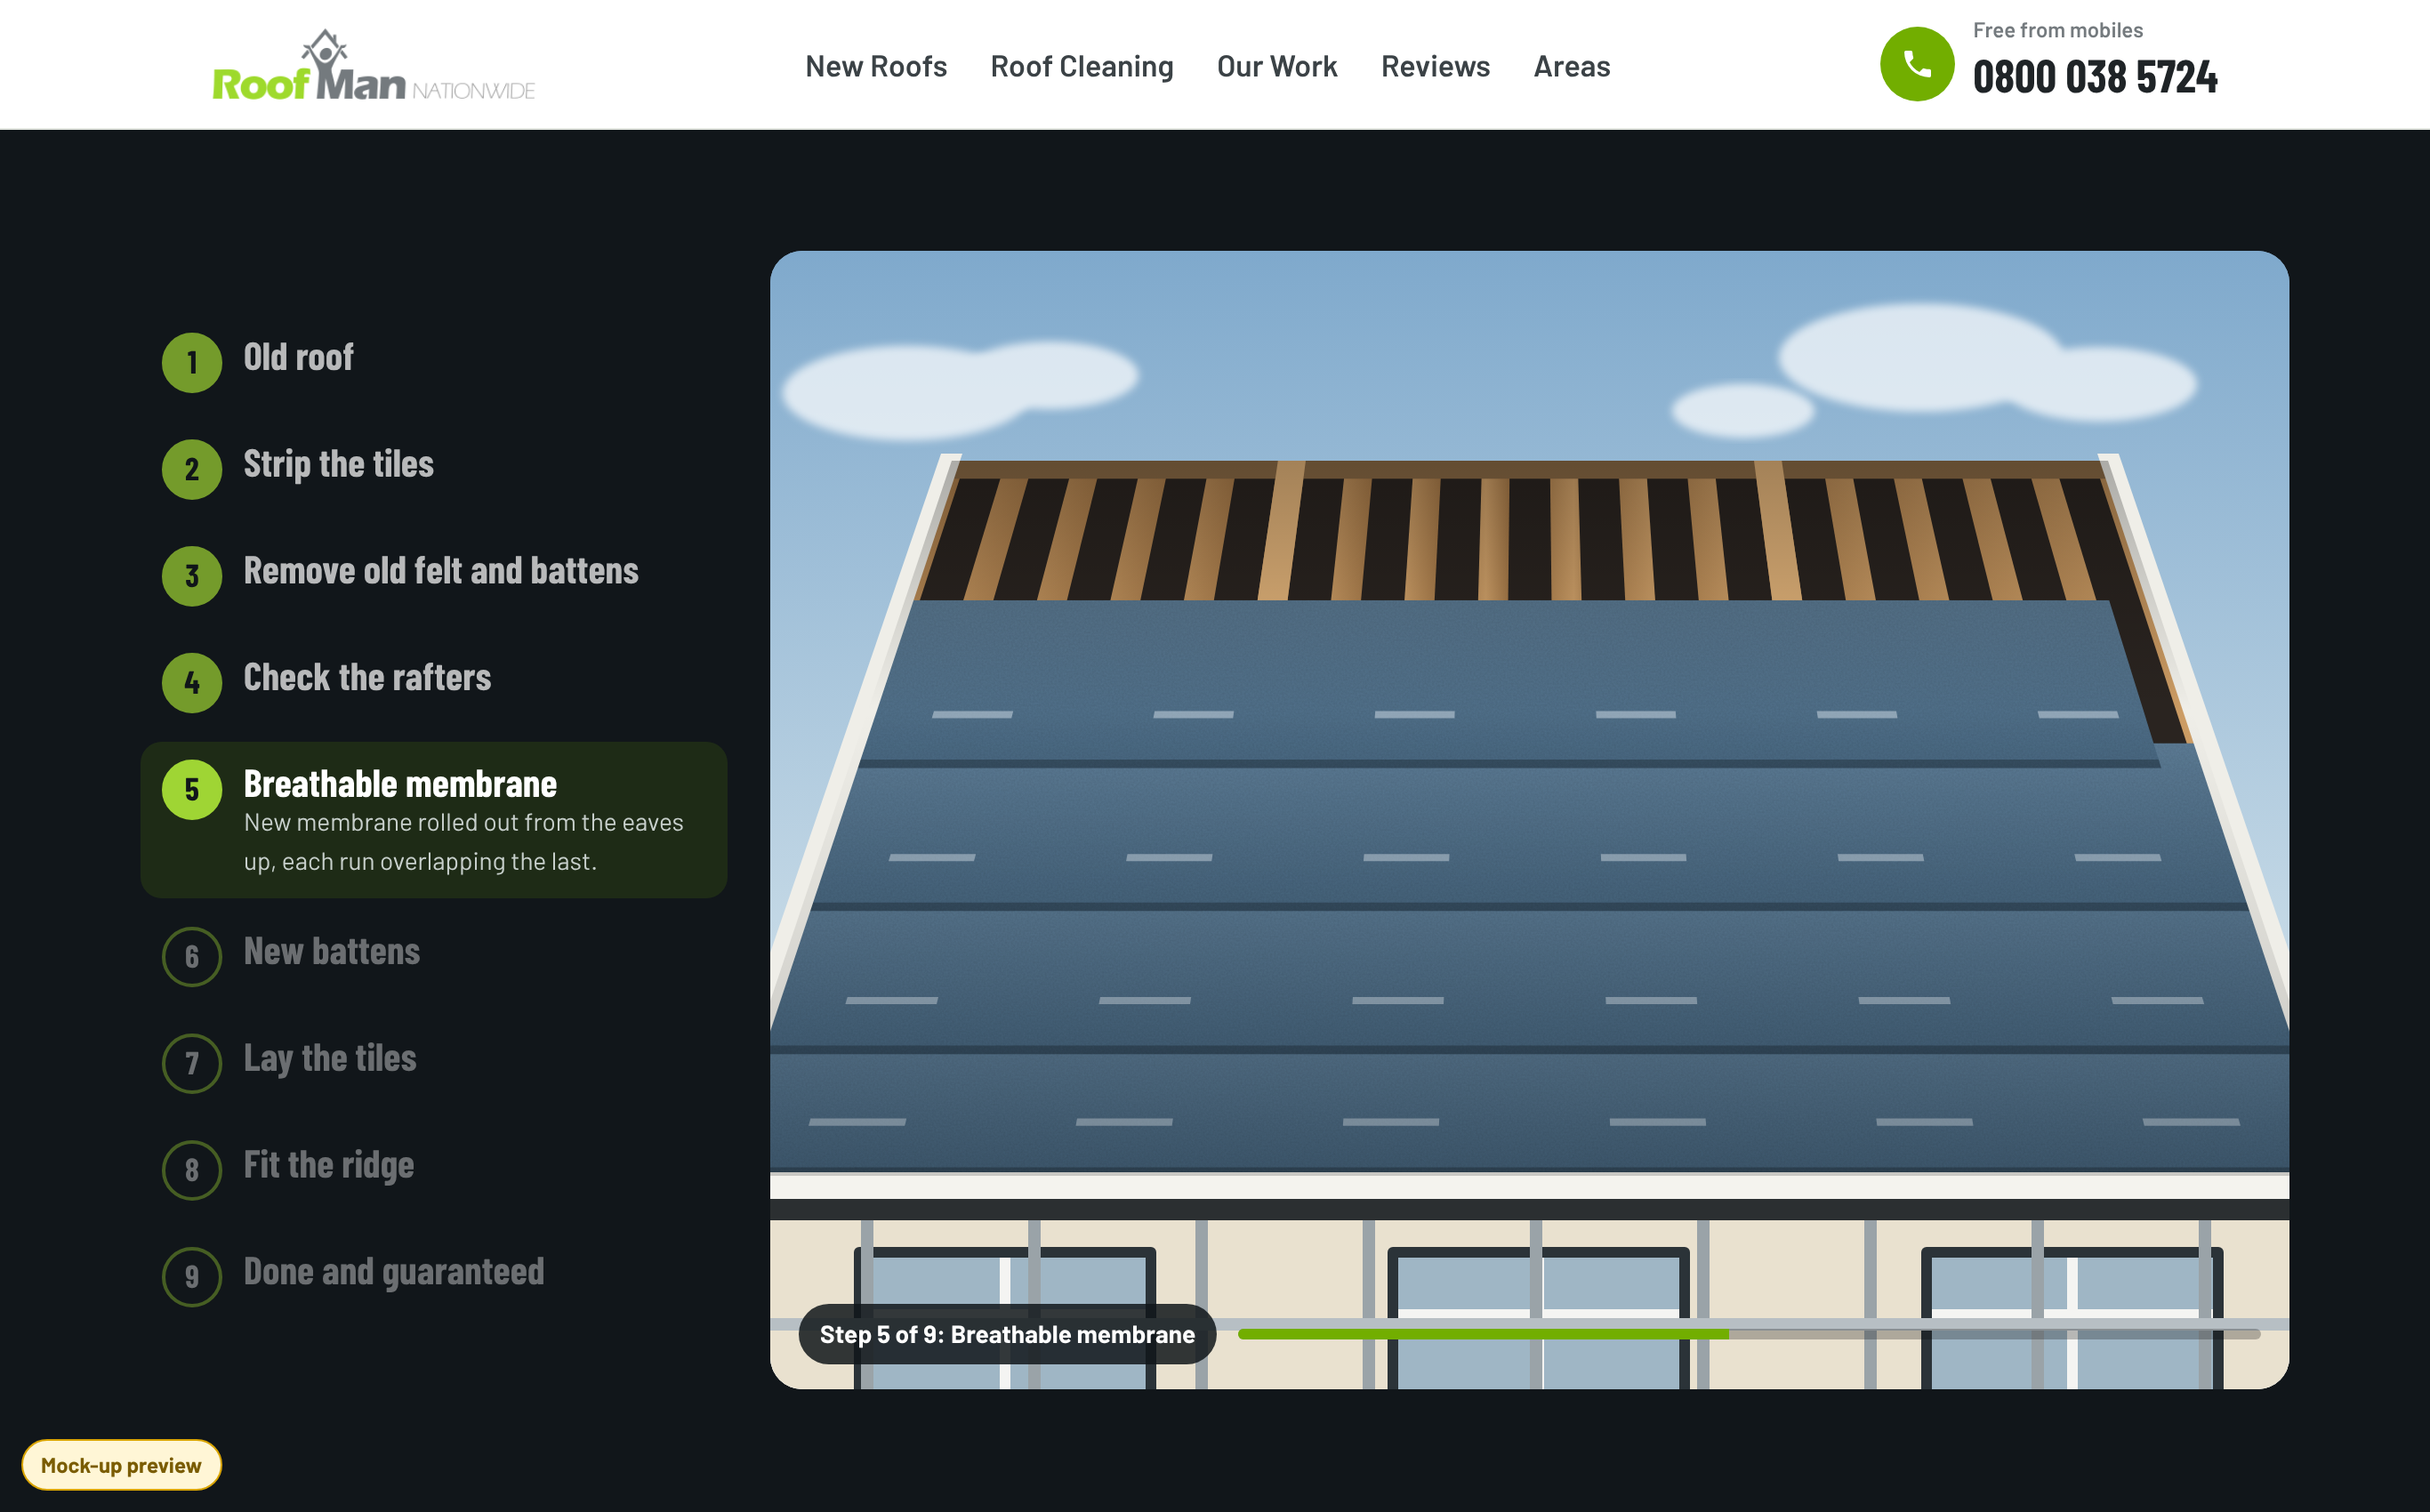 RoofMan NATIONWIDE
New Roofs
Roof Cleaning
Our Work
Reviews
Areas
Free from mobiles
0800 038 5724
1
Old roof
2
Strip the tiles
3
Remove old felt and battens
4
Check the rafters
5
Breathable membrane
New membrane rolled out from the eaves
up, each run overlapping the last.
6
New battens
7
Lay the tiles
8
Fit the ridge
9
Done and guaranteed
Step 5 of 9: Breathable membrane
Mock-up preview